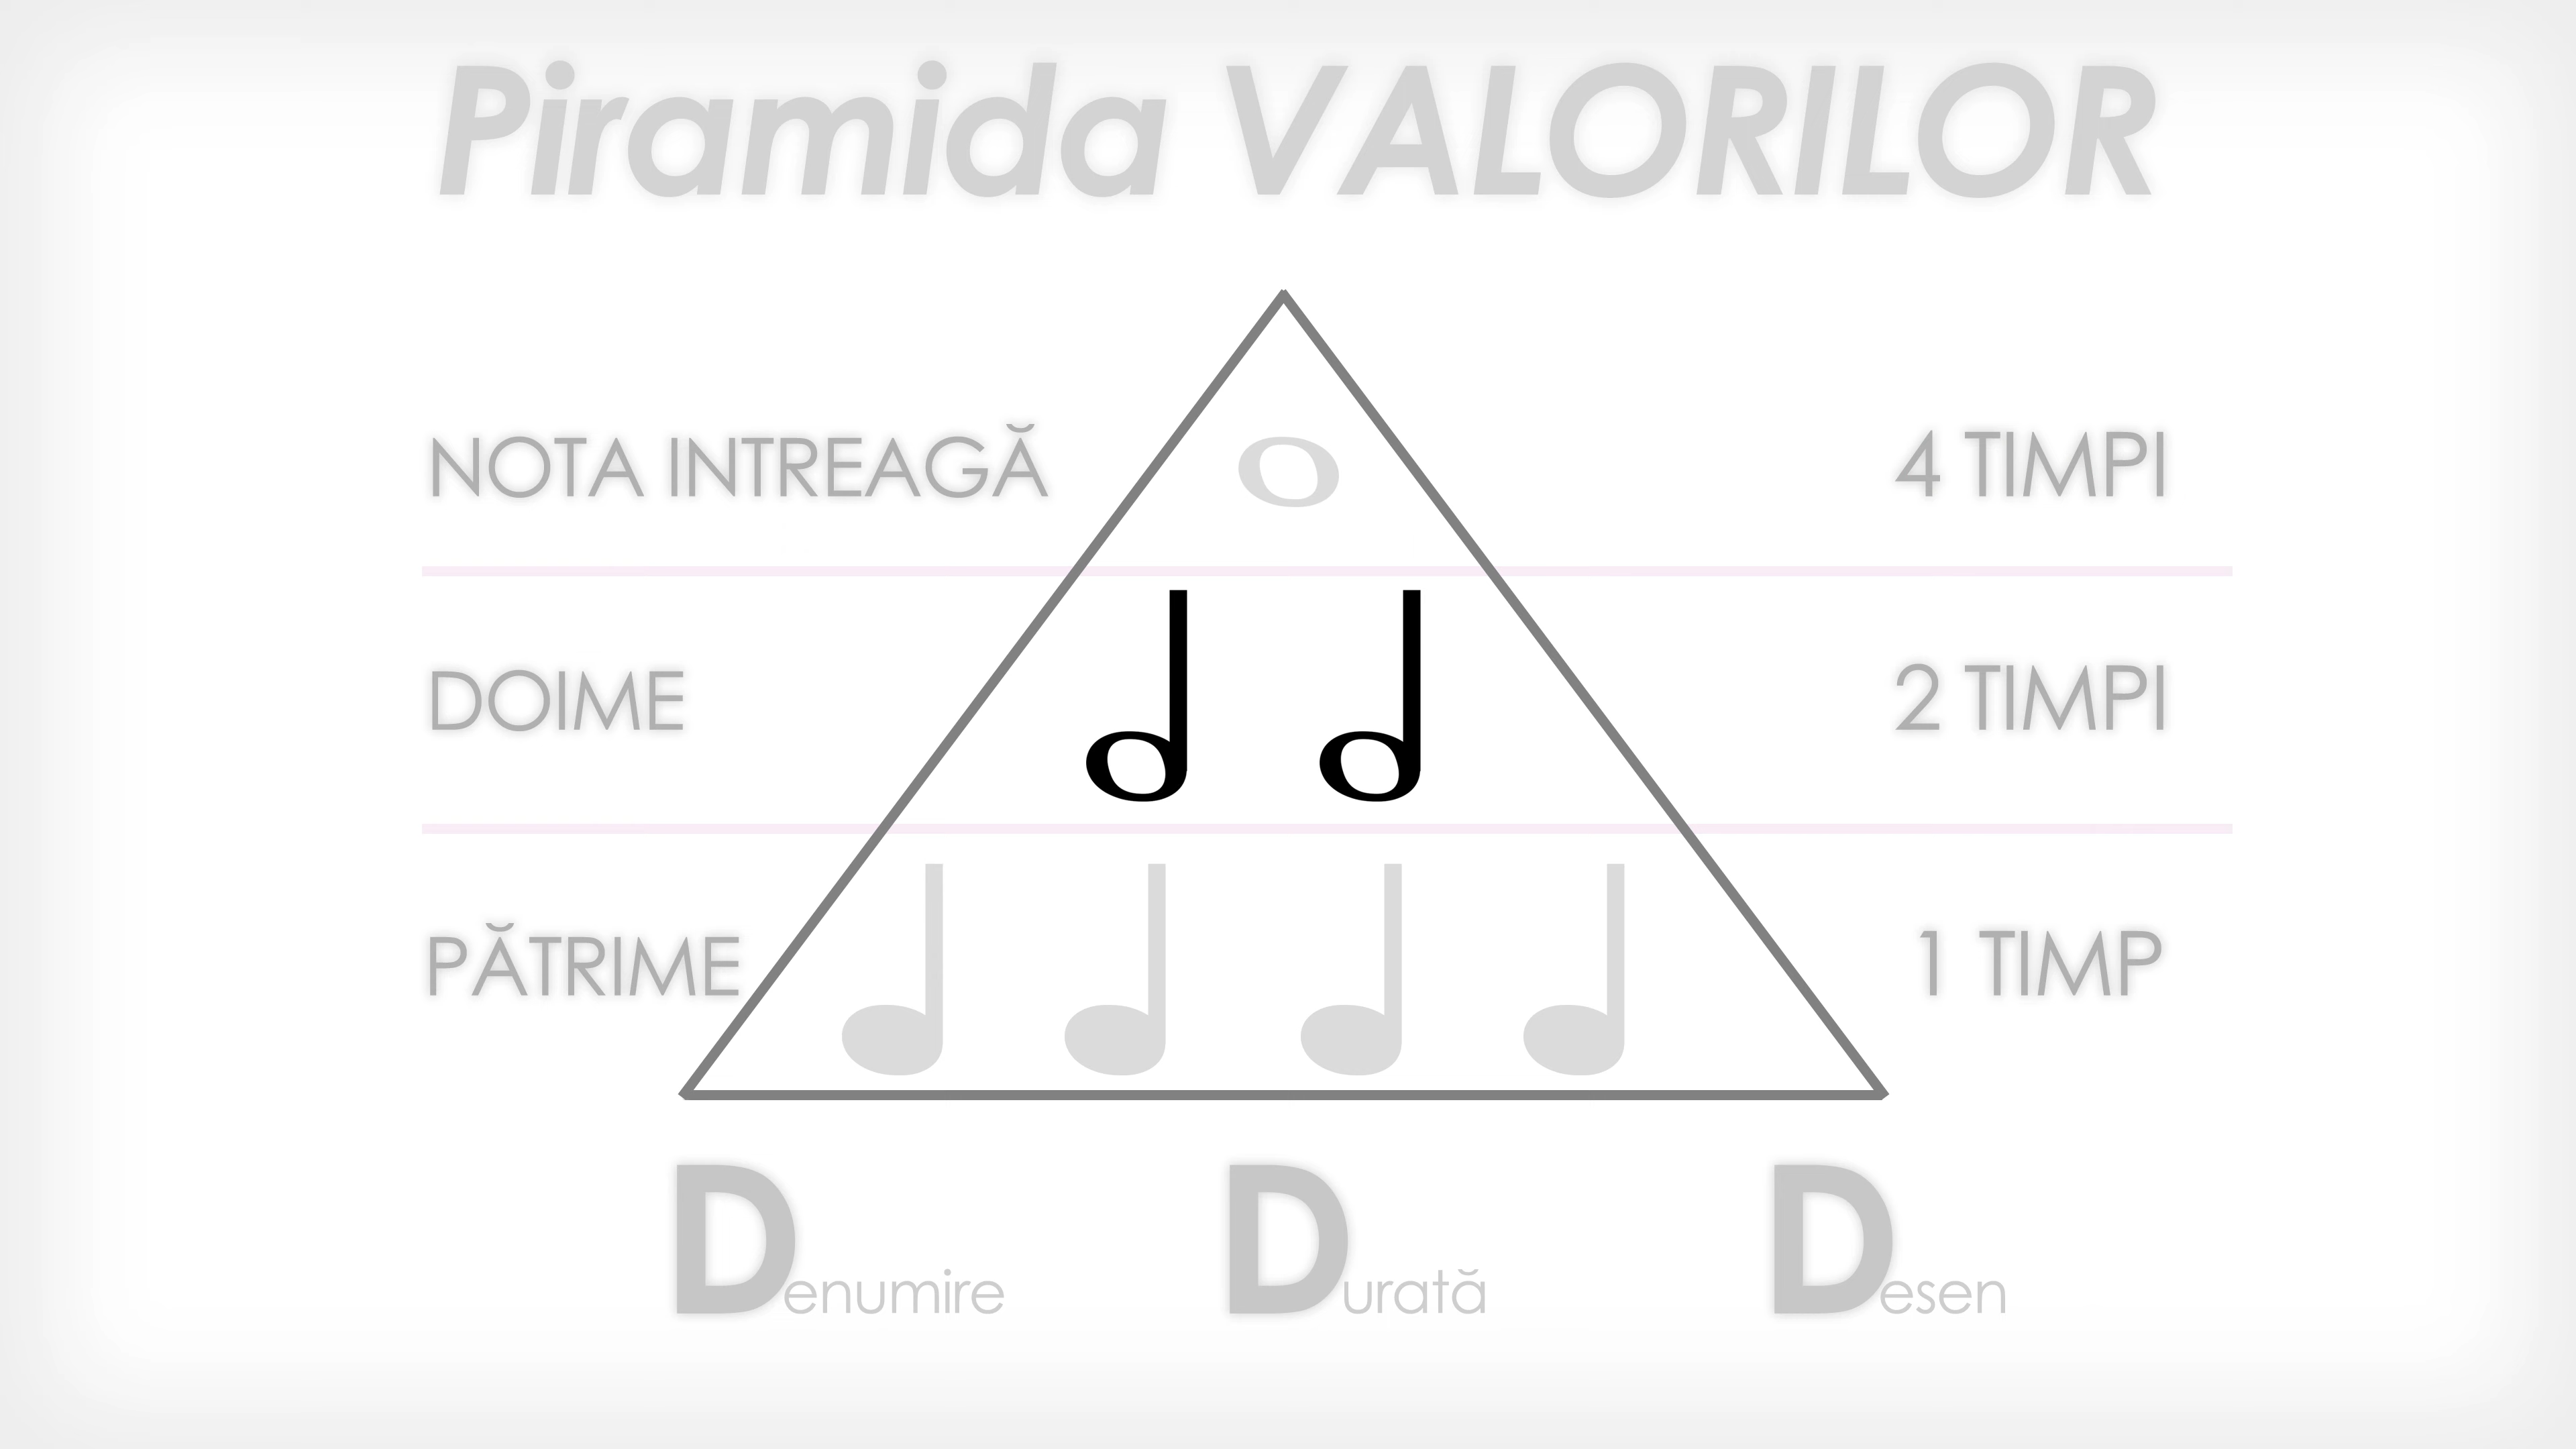 Piramida VALORILOR
NOTA INTREAGĂ 4 TIMPI
DOIME 2 TIMPI
PĂTRIME 1 TIMP
Denumire Durată Desen